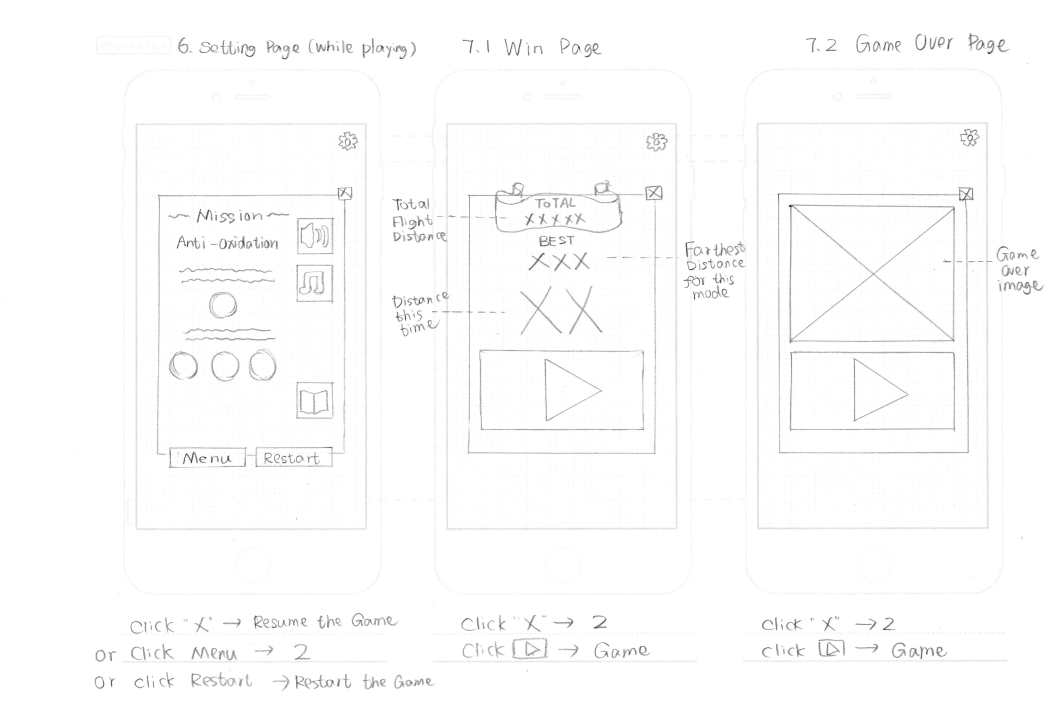 6. Setting Page (while playing)
7.1 Win Page
7.2 Game Over Page
Mission
Anti-oxidation
Menu
Restart
Total
Flight
Distance
TOTAL
XXXXX
BEST
XXX
XX
Distance
this
time
Farthest
Distance
for this
mode
Game
over
image
Click "X" → Resume the Game
or Click Menu → 2
or click Restart → Restart the Game
Click "X" → 2
Click ▷ → Game
Click "X" → 2
click ▷ → Game